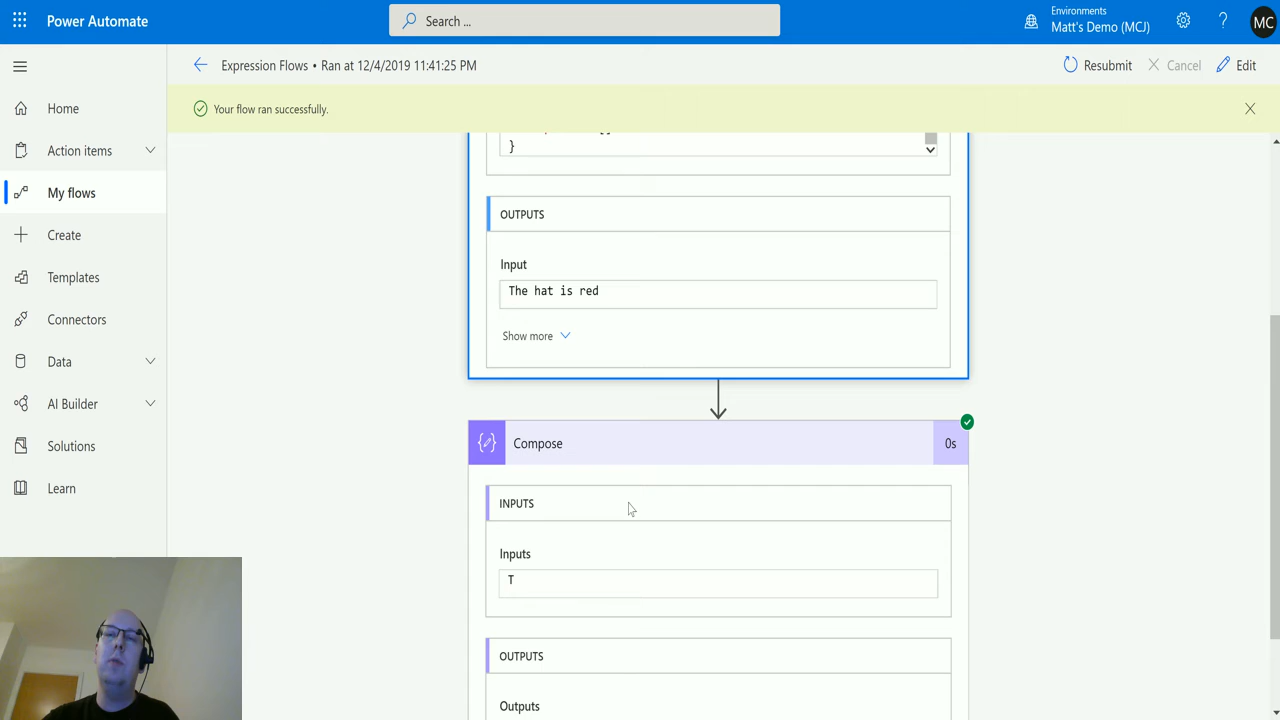 Power Automate
Search ...
Environments
Matt's Demo (MCJ)
MC
Expression Flows • Ran at 12/4/2019 11:41:25 PM
Resubmit
Cancel
Edit
Your flow ran successfully.
Home
Action items
My flows
Create
Templates
Connectors
Data
AI Builder
Solutions
Learn
}
OUTPUTS
Input
The hat is red
Show more
Compose
0s
INPUTS
Inputs
T
OUTPUTS
Outputs